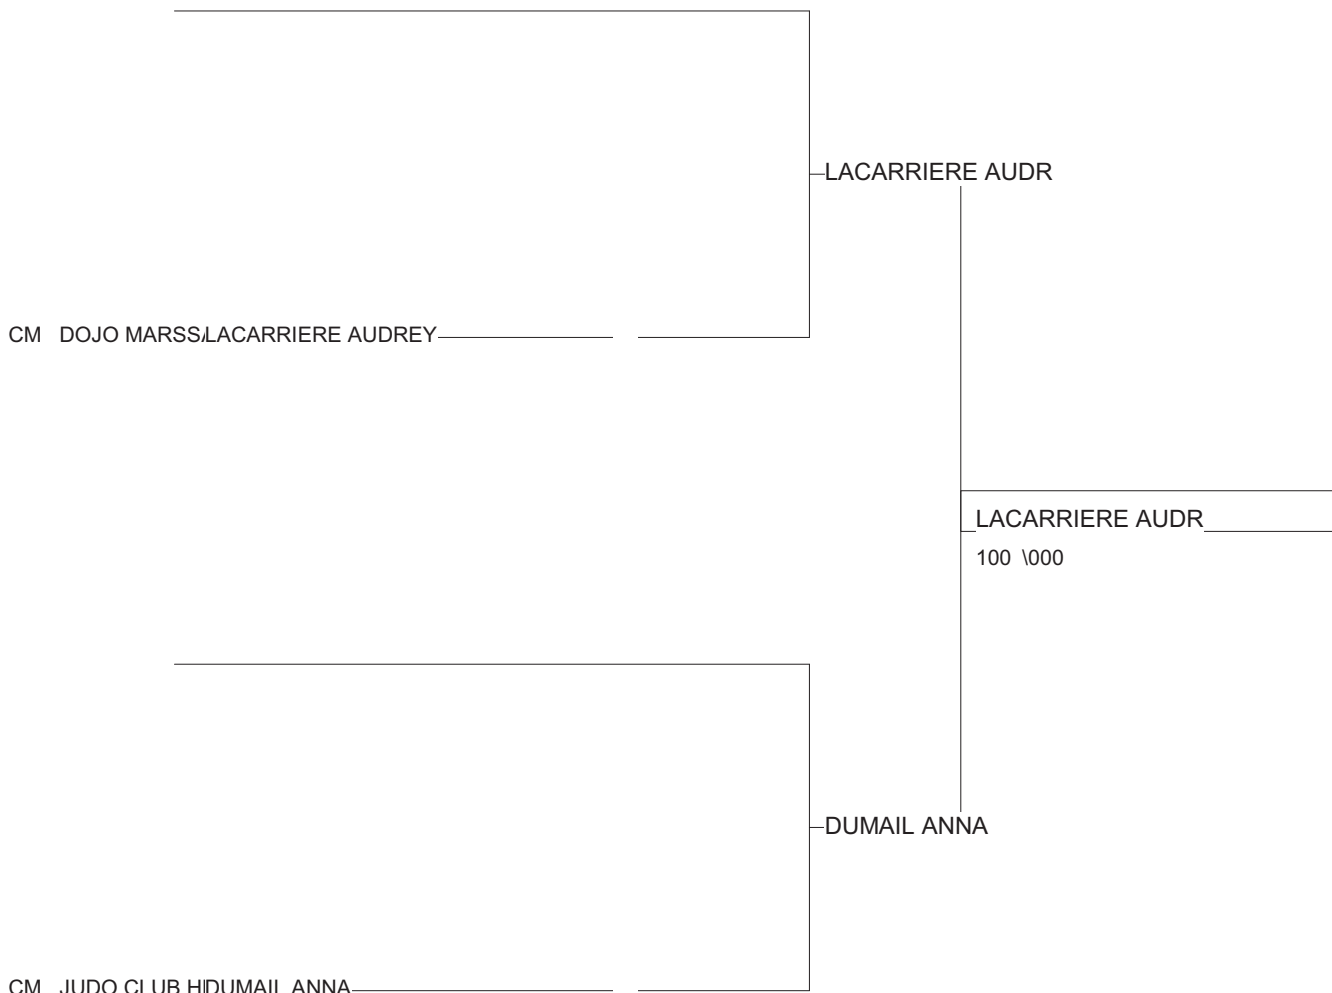 LACARRIERE AUDR
CM DOJO MARSS/LACARRIERE AUDREY
LACARRIERE AUDR
100 \000
DUMAIL ANNA
CM JUDO CLUB H DUMAIL ANNA